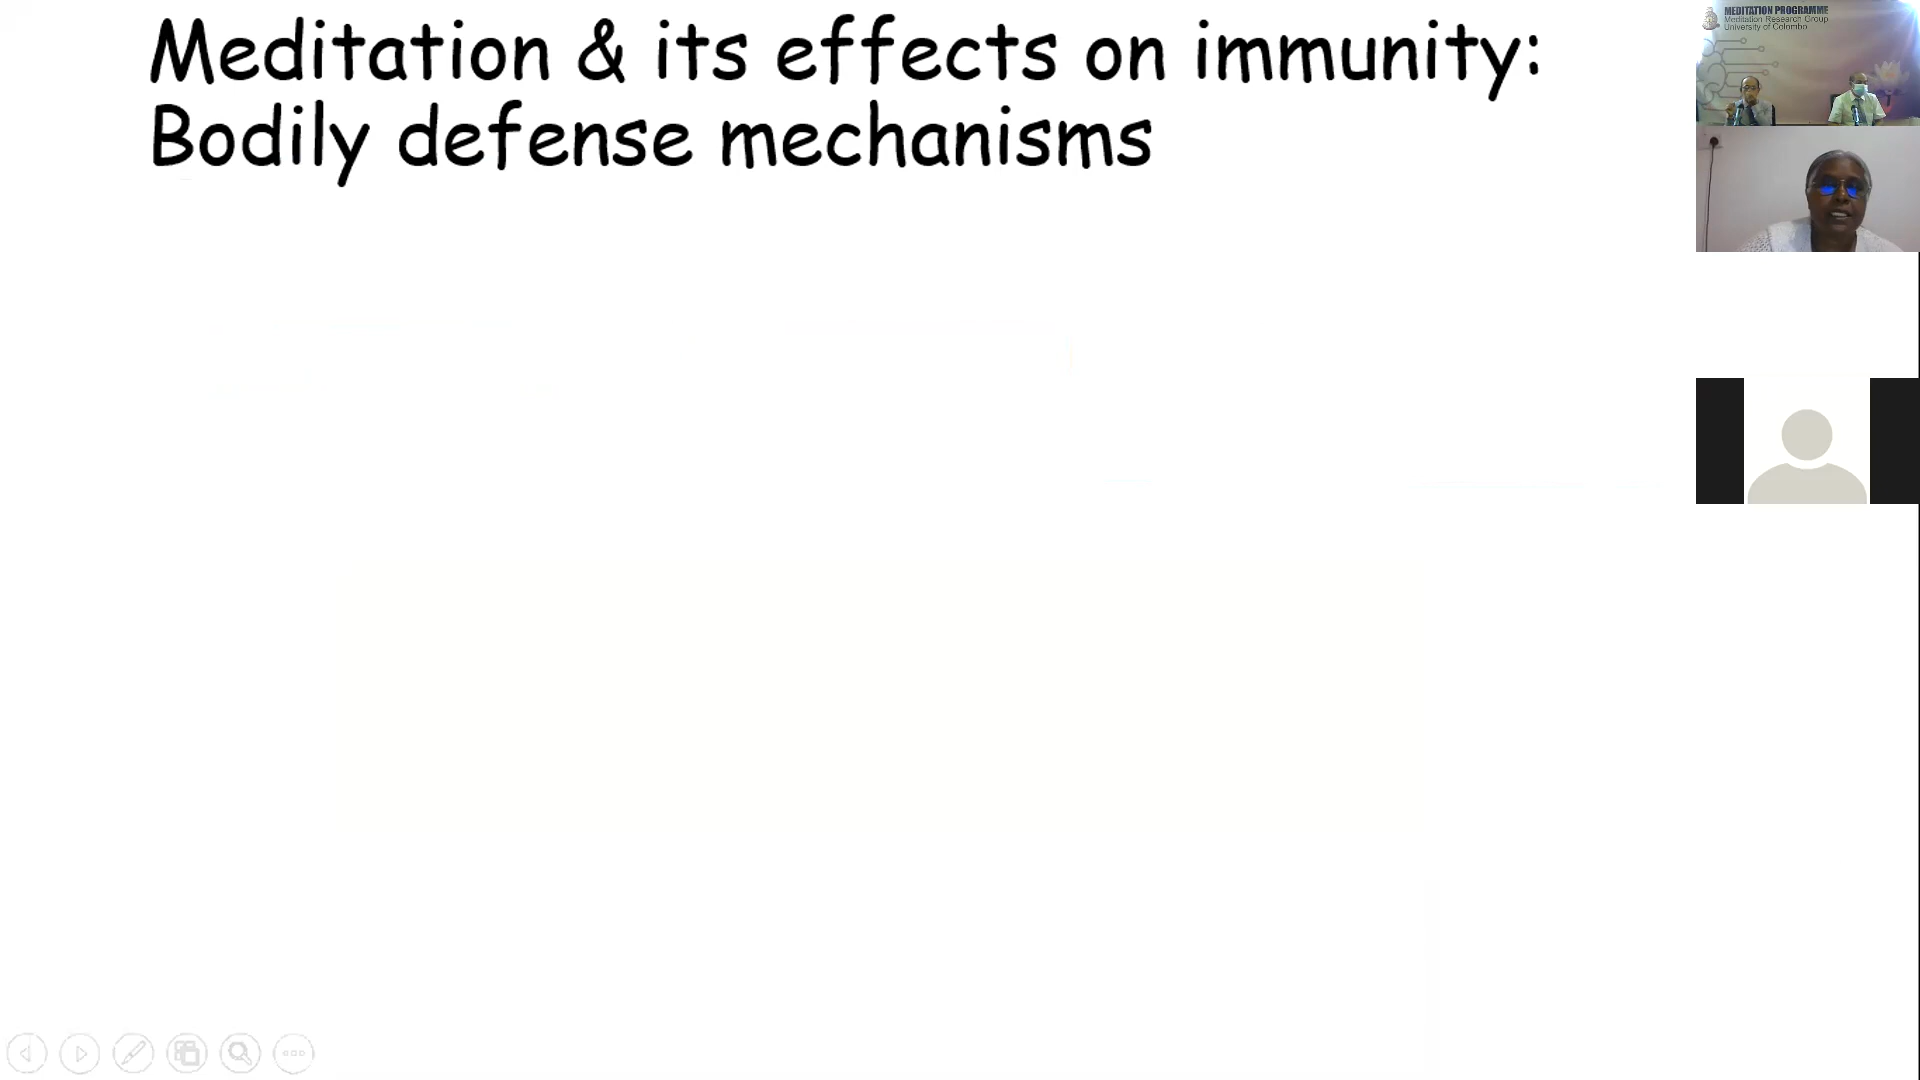 Meditation & its effects on immunity:
Bodily defense mechanisms
MEDITATION PROGRAMME
Meditation Research Group
University of Colombo